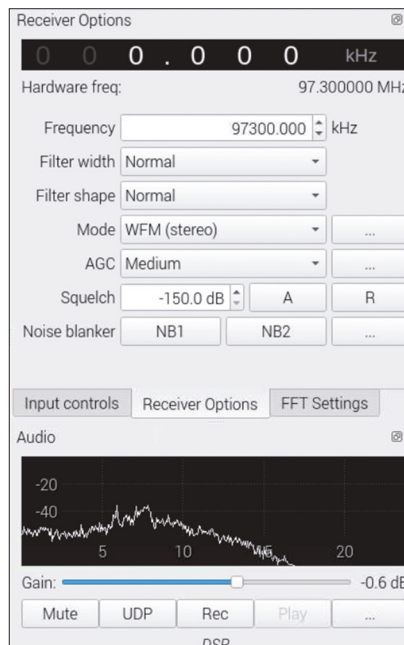 Receiver Options
0 0 0 . 0 0 0 kHz
Hardware freq: 97.300000 MHz
Frequency 97300.000 kHz
Filter width Normal
Filter shape Normal
Mode WFM (stereo) ...
AGC Medium ...
Squelch -150.0 dB A R
Noise blanker NB1 NB2 ...
Input controls Receiver Options FFT Settings
Audio
-20
-40
5 10 15 20
Gain: -0.6 dB
Mute UDP Rec Play ...
DSP